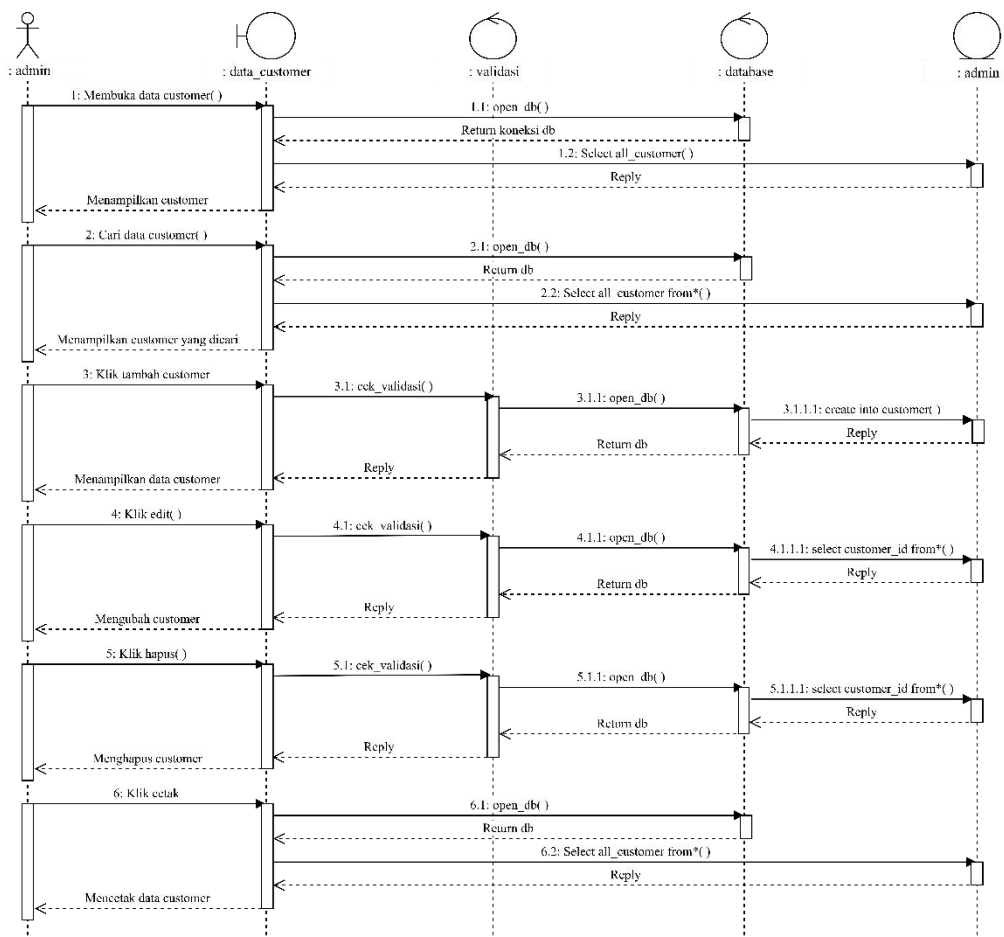 : admin
: data_customer
: validasi
: database
: admin
1: Membuka data customer( )
1.1: open_db( )
Return koneksi db
1.2: Select all_customer( )
Reply
Menampilkan customer
2: Cari data customer( )
2.1: open_db( )
Return db
2.2: Select all_customer from*( )
Reply
Menampilkan customer yang dicari
3: Klik tambah customer
3.1: cek_validasi( )
3.1.1: open_db( )
3.1.1.1: create into customer( )
Reply
Return db
Reply
Menampilkan data customer
4: Klik edit( )
4.1: cek_validasi( )
4.1.1: open_db( )
4.1.1.1: select customer_id from*( )
Reply
Return db
Reply
Mengubah customer
5: Klik hapus( )
5.1: cek_validasi( )
5.1.1: open_db( )
5.1.1.1: select customer_id from*( )
Reply
Return db
Reply
Menghapus customer
6: Klik cetak
6.1: open_db( )
Return db
6.2: Select all_customer from*( )
Reply
Mencetak data customer